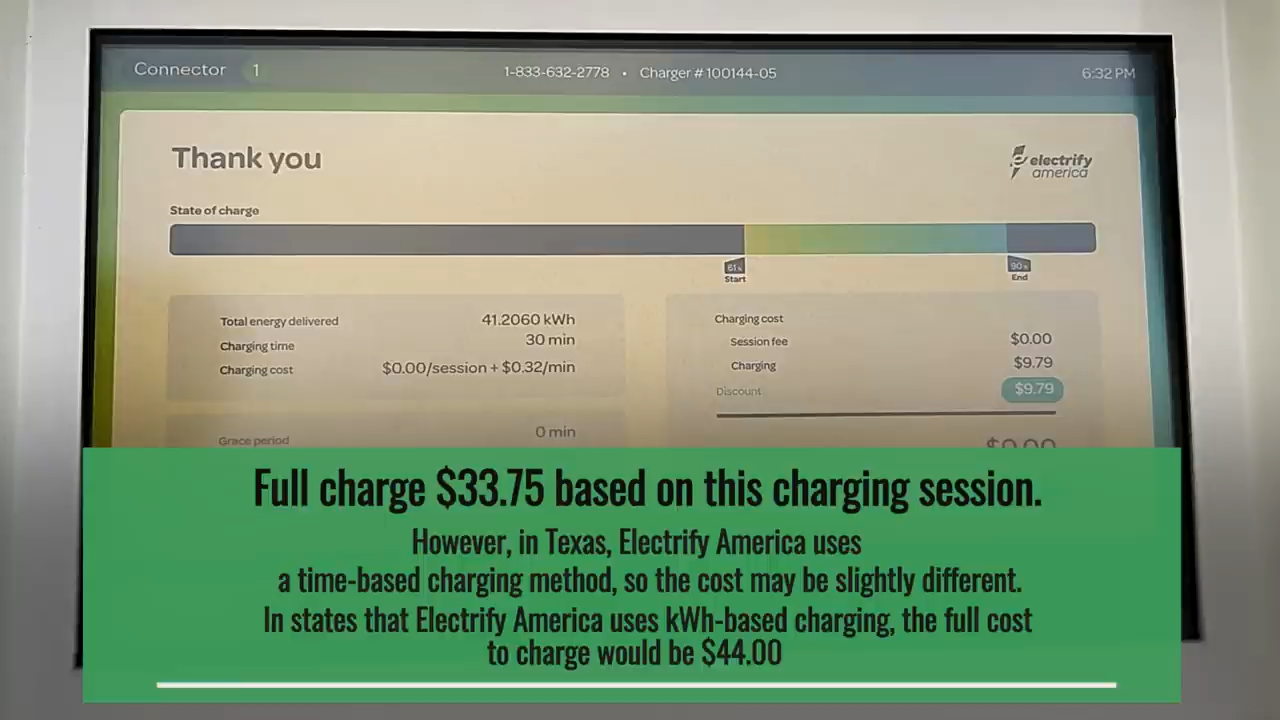 Connector 1 1-833-632-2778 • Charger # 100144-05 6:32 PM
Thank you
electrify
america
State of charge
61%
Start
90%
End
Total energy delivered 41.2060 kWh
Charging time 30 min
Charging cost $0.00/session + $0.32/min
Grace period 0 min
Charging cost
Session fee $0.00
Charging $9.79
Discount $9.79
$0.00
Full charge $33.75 based on this charging session.
However, in Texas, Electrify America uses
a time-based charging method, so the cost may be slightly different.
In states that Electrify America uses kWh-based charging, the full cost
to charge would be $44.00